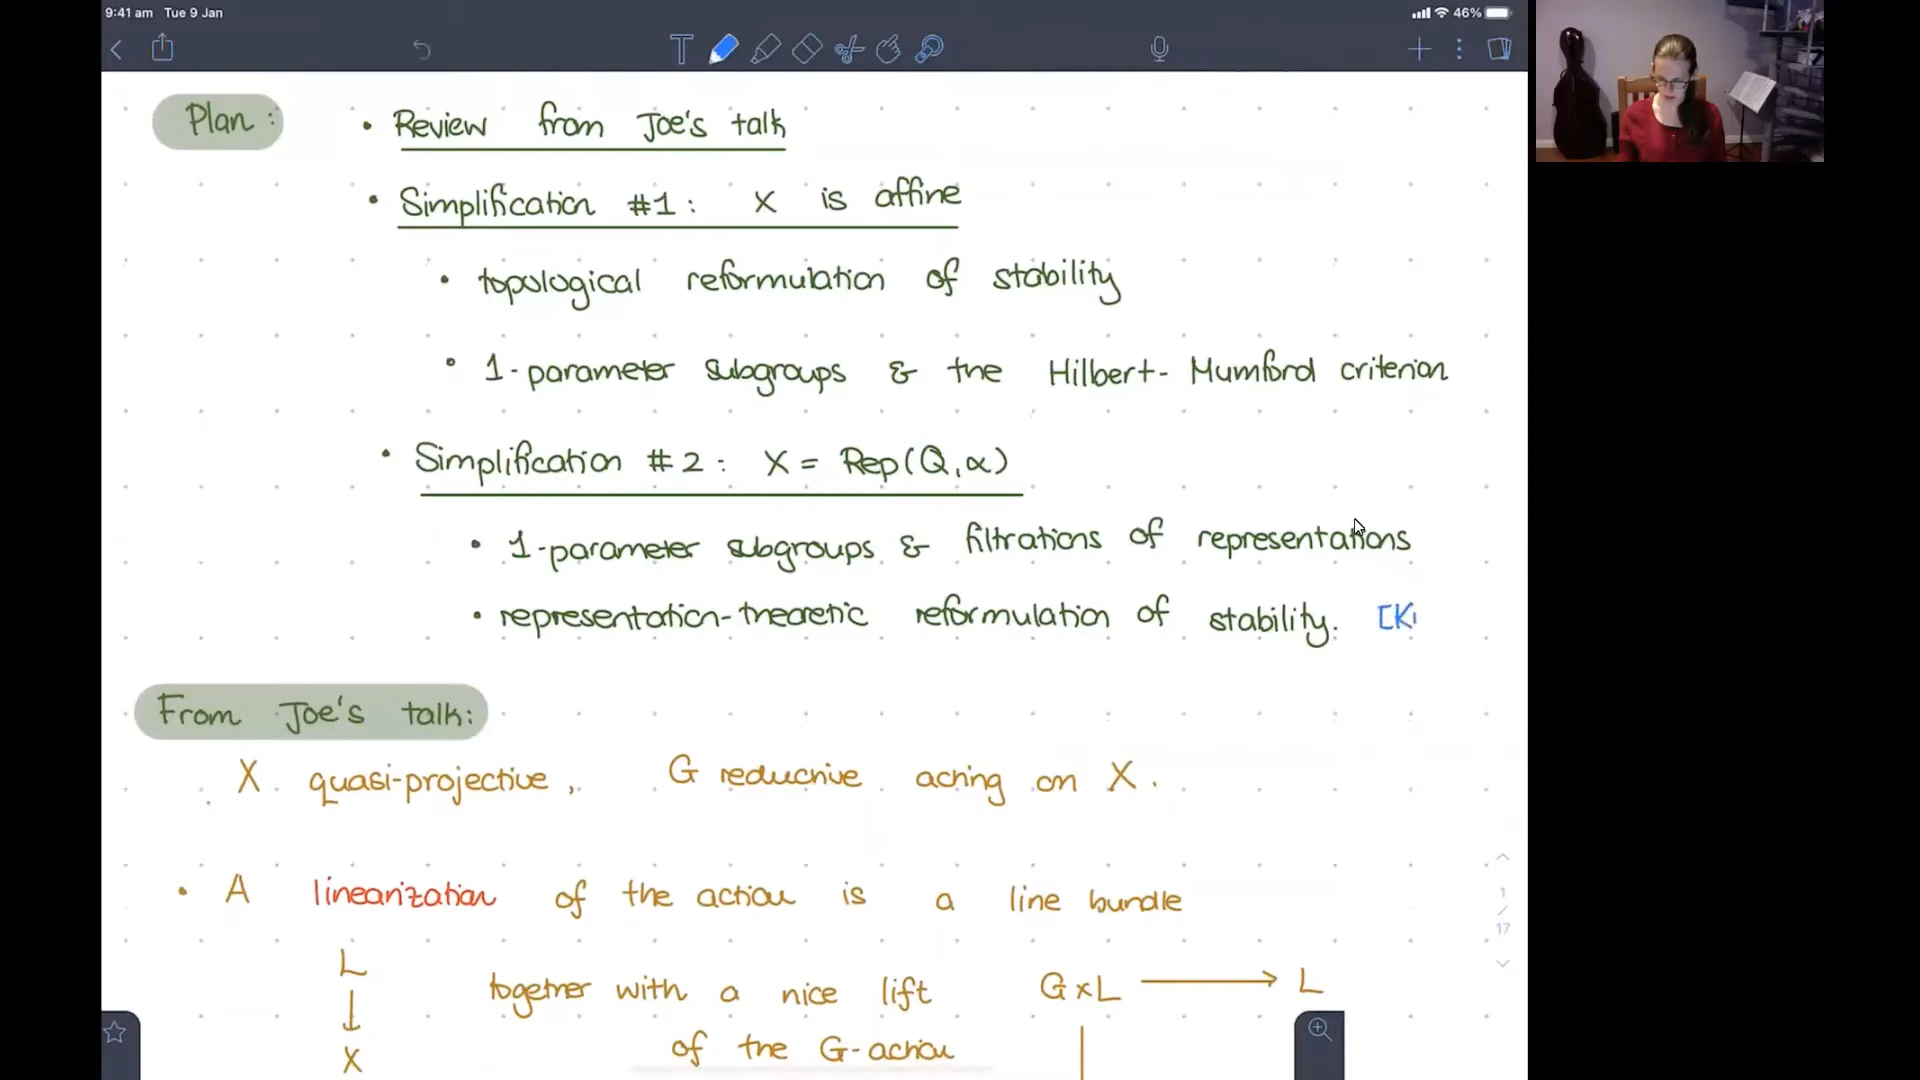 9:41 am Tue 9 Jan
46%
Plan:
• Review from Joe's talk
• Simplification #1: X is affine
• topological reformulation of stability
• 1-parameter subgroups & the Hilbert-Mumford criterion
• Simplification #2: X = Rep(Q,α)
• 1-parameter subgroups & filtrations of representations
• representation-theoretic reformulation of stability. [K
From Joe's talk:
X quasi-projective, G reductive acting on X.
• A linearization of the action is a line bundle
L
↓
X
together with a nice lift
of the G-action
G×L → L
1
/
17